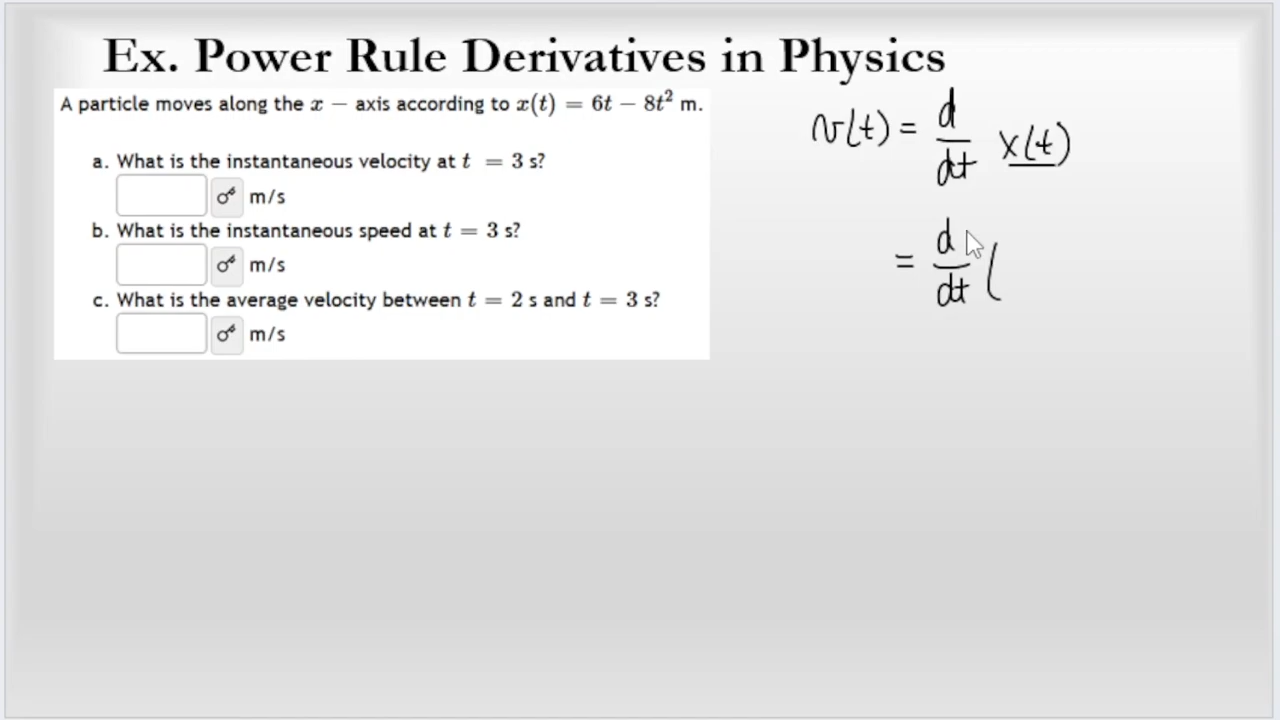 Ex. Power Rule Derivatives in Physics
A particle moves along the x − axis according to x(t) = 6t − 8t² m.
a. What is the instantaneous velocity at t = 3 s?
m/s
b. What is the instantaneous speed at t = 3 s?
m/s
c. What is the average velocity between t = 2 s and t = 3 s?
m/s
v(t) = d/dt x(t)
= d/dt (